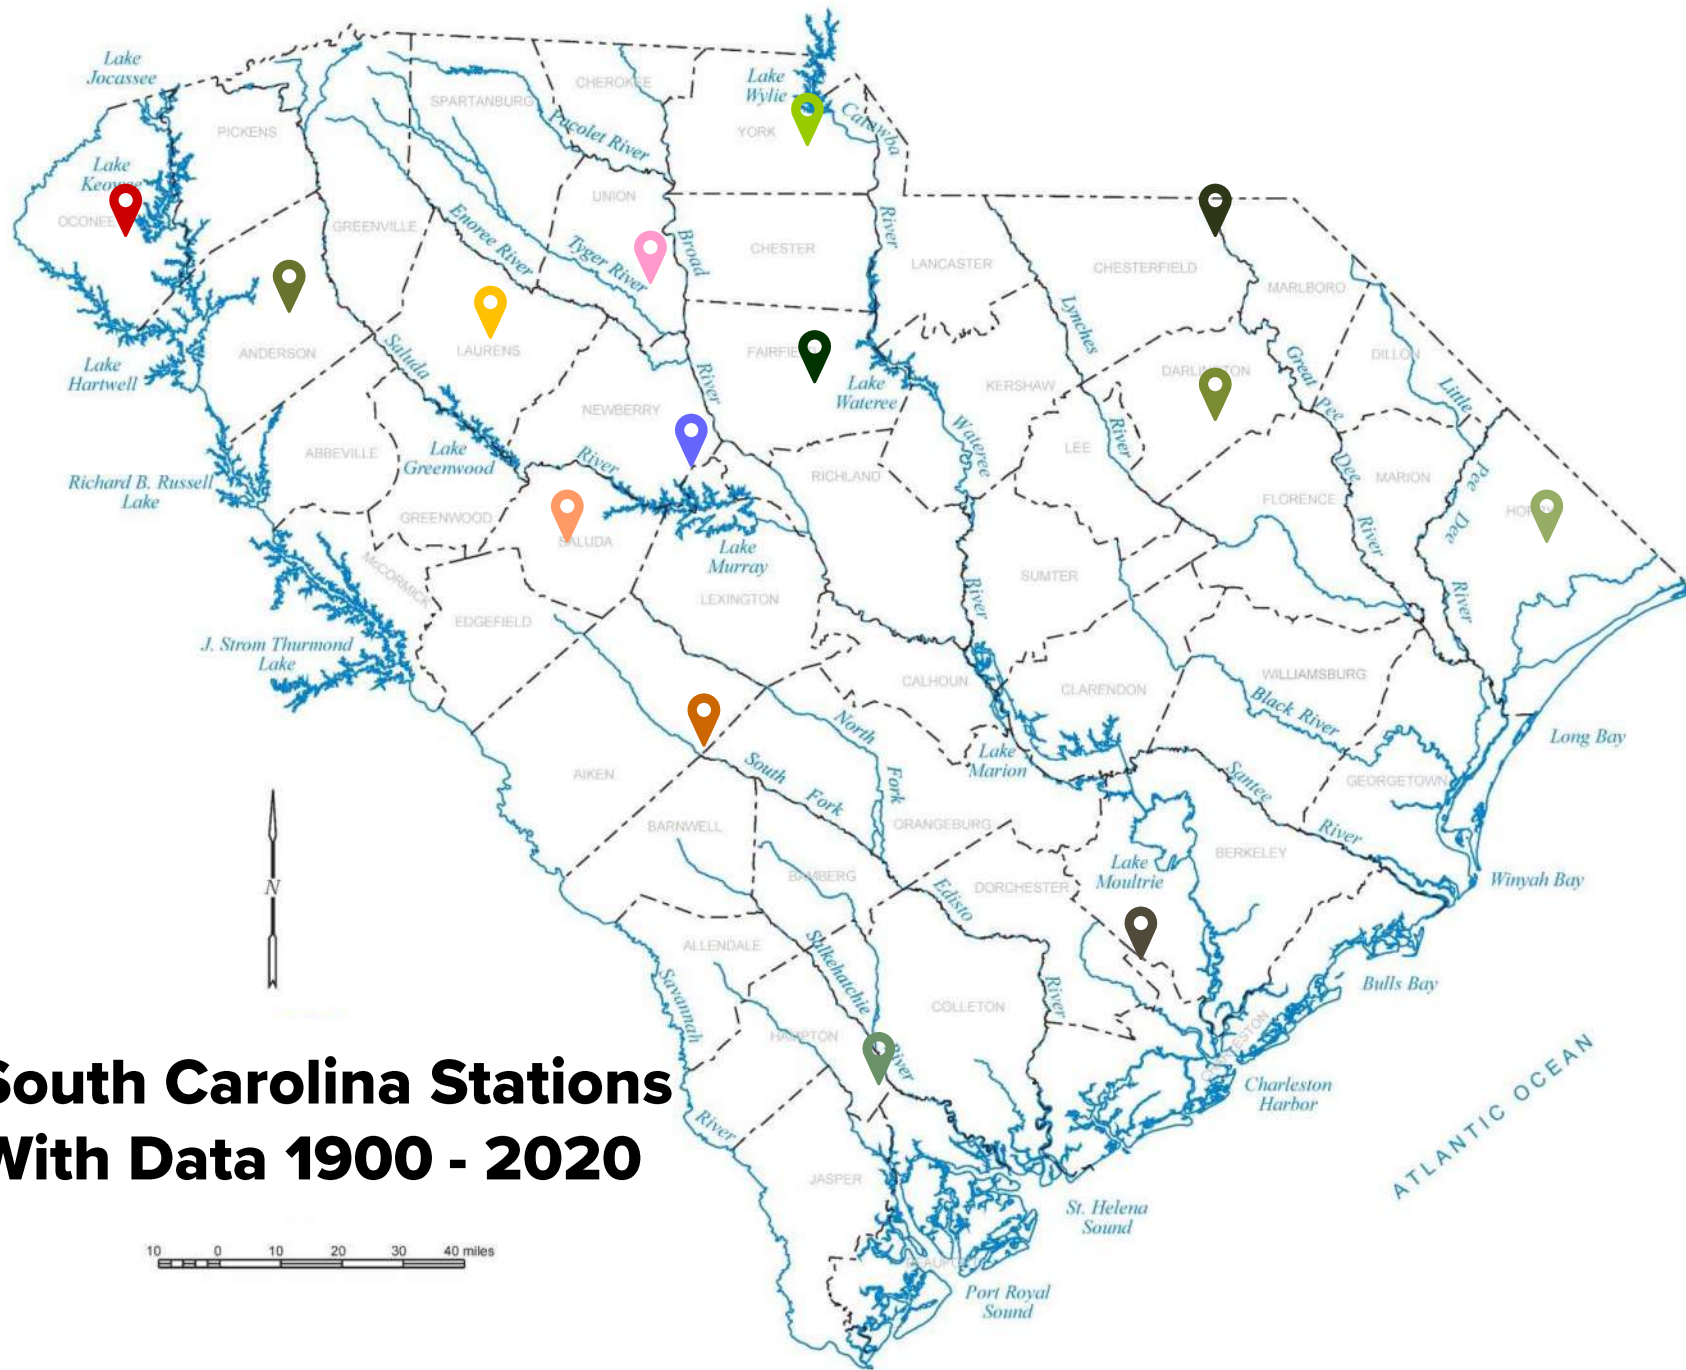 Lake
Jocassee
CHEROKEE
Lake
Wylie
SPARTANBURG
Catawba
PICKENS
Pacolet River
YORK
Lake
Keowee
UNION
OCONEE
GREENVILLE
Enoree River
Tyger River
Broad
River
CHESTER
LANCASTER
CHESTERFIELD
MARLBORO
Lynches
ANDERSON
Saluda
LAURENS
FAIRFIELD
DILLON
Lake
Hartwell
River
Lake
Wateree
KERSHAW
DARLINGTON
Great
Pee
Dee
River
Little
Pee
Dee
River
NEWBERRY
Wateree
River
River
ABBEVILLE
Lake
Greenwood
River
LEE
RICHLAND
MARION
Richard B. Russell
Lake
FLORENCE
HORRY
GREENWOOD
SALUDA
Lake
Murray
McCORMICK
SUMTER
LEXINGTON
EDGEFIELD
J. Strom Thurmond
Lake
CALHOUN
CLARENDON
WILLIAMSBURG
Black River
North
Fork
Long Bay
Lake
Marion
South
Fork
AIKEN
Santee
River
GEORGETOWN
BARNWELL
ORANGEBURG
BERKELEY
Lake
Moultrie
BAMBERG
DORCHESTER
Winyah Bay
N
Edisto
River
ALLENDALE
Salkehatchie
River
Bulls Bay
Savannah
River
COLLETON
HAMPTON
CHARLESTON
Charleston
Harbor
ATLANTIC OCEAN
South Carolina Stations
With Data 1900 - 2020
JASPER
St. Helena
Sound
BEAUFORT
Port Royal
Sound
10 0 10 20 30 40 miles